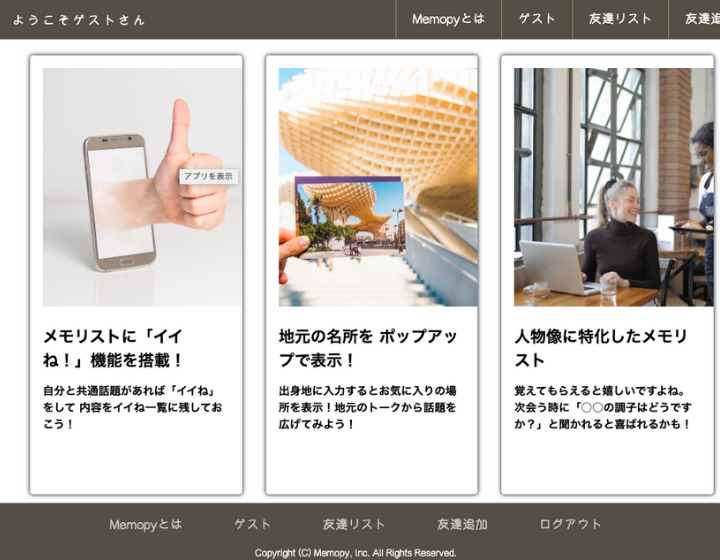 ようこそゲストさん
Memopyとは
ゲスト
友達リスト
友達追
アプリを表示
メモリストに「イイ
ね！」機能を搭載！
自分と共通話題があれば「イイね」
をして 内容をイイね一覧に残してお
こう！
地元の名所を ポップアッ
プで表示！
出身地に入力するとお気に入りの場
所を表示！地元のトークから話題を
広げてみよう！
人物像に特化したメモリ
スト
覚えてもらえると嬉しいですよね。
次会う時に「○○の調子はどうです
か？」と聞かれると喜ばれるかも！
Memopyとは
ゲスト
友達リスト
友達追加
ログアウト
Copyright (C) Memopy, Inc. All Rights Reserved.